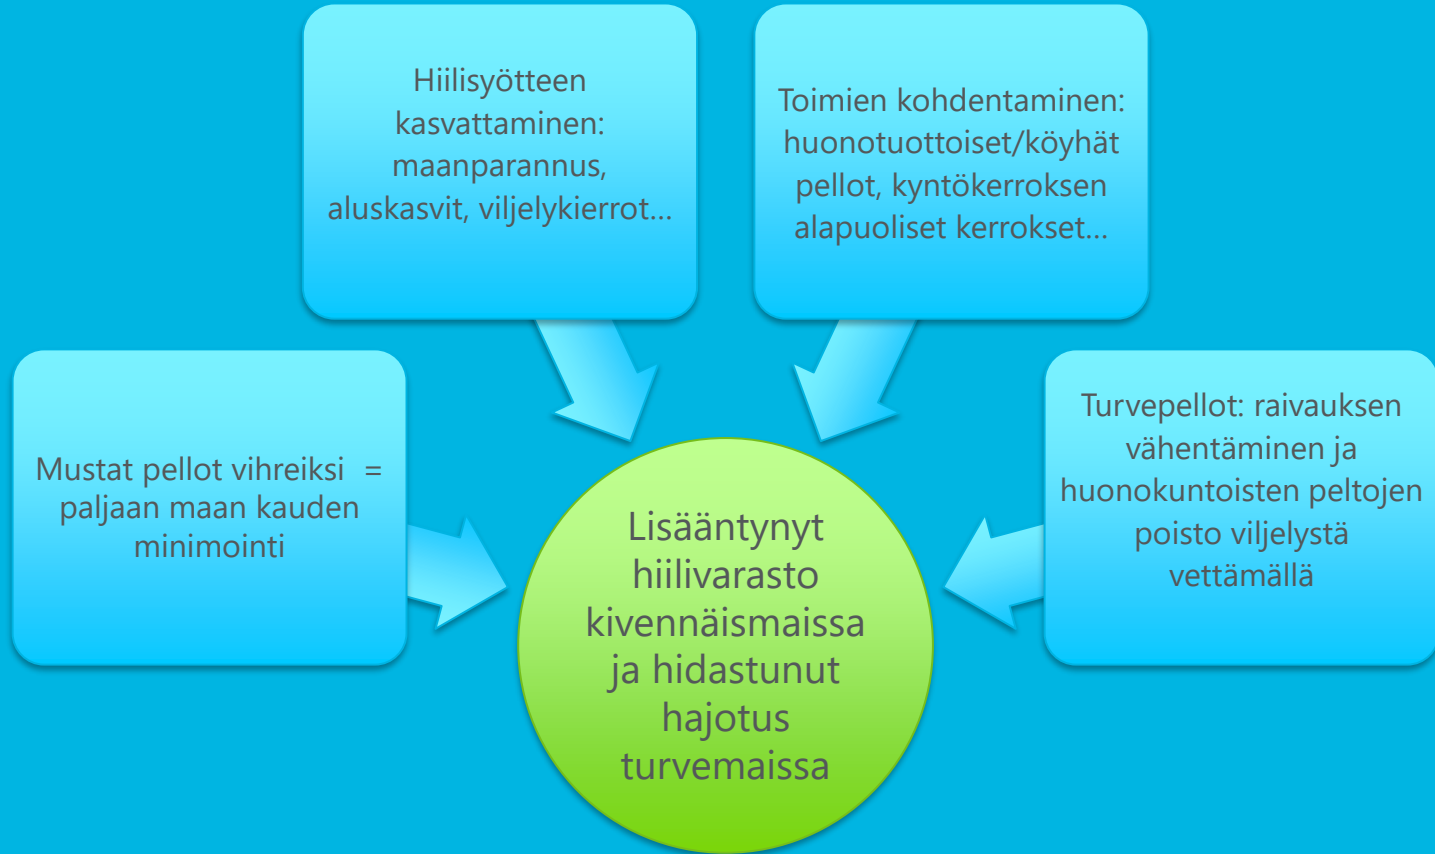 Hiilisyötteen
kasvattaminen:
maanparannus,
aluskasvit, viljelykierrot…
Toimien kohdentaminen:
huonotuottoiset/köyhät
pellot, kyntökerroksen
alapuoliset kerrokset…
Mustat pellot vihreiksi =
paljaan maan kauden
minimointi
Turvepellot: raivauksen
vähentäminen ja
huonokuntoisten peltojen
poisto viljelystä
vettämällä
Lisääntynyt
hiilivarasto
kivennäismaissa
ja hidastunut
hajotus
turvemaissa